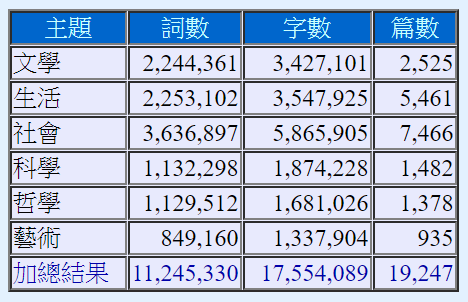 主題 詞數 字數 篇數
文學 2,244,361 3,427,101 2,525
生活 2,253,102 3,547,925 5,461
社會 3,636,897 5,865,905 7,466
科學 1,132,298 1,874,228 1,482
哲學 1,129,512 1,681,026 1,378
藝術 849,160 1,337,904 935
加總結果 11,245,330 17,554,089 19,247